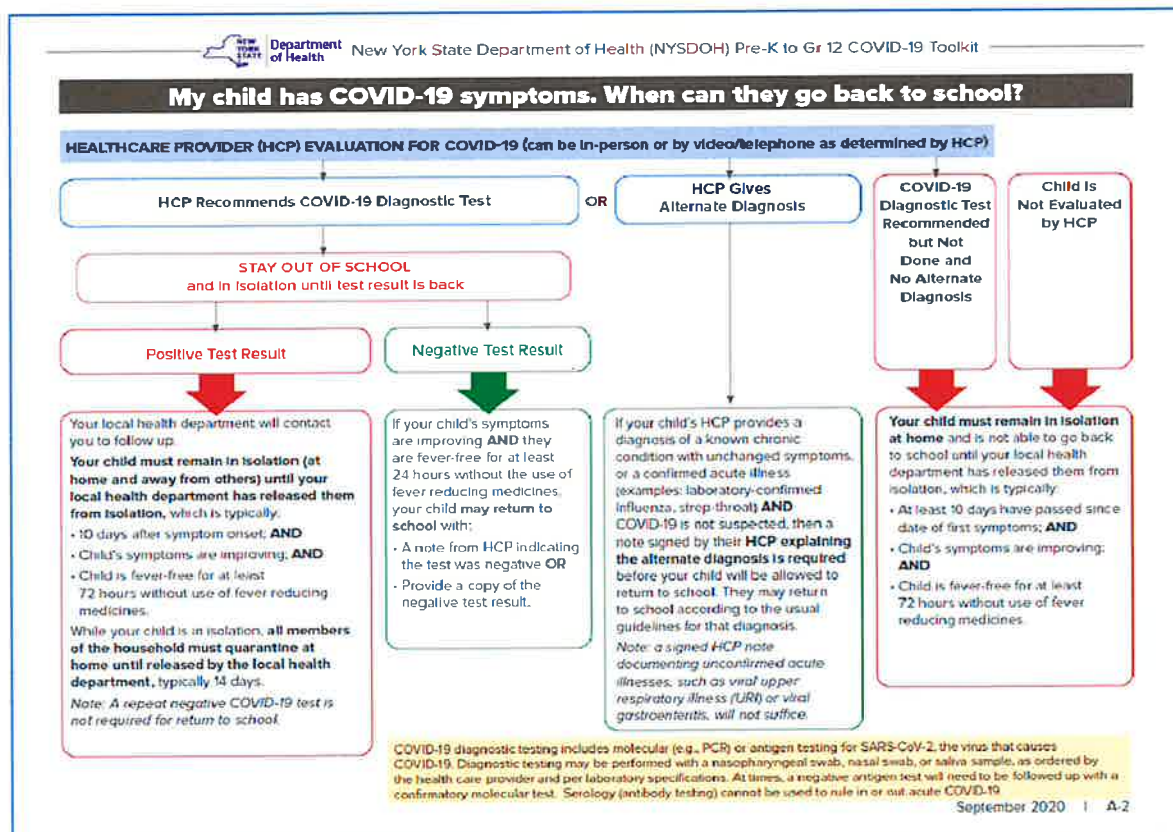 NEW
YORK
STATE
Department
of Health
New York State Department of Health (NYSDOH) Pre-K to Gr 12 COVID-19 Toolkit
My child has COVID-19 symptoms. When can they go back to school?
HEALTHCARE PROVIDER (HCP) EVALUATION FOR COVID-19 (can be in-person or by video/telephone as determined by HCP)
HCP Recommends COVID-19 Diagnostic Test
OR
HCP Gives
Alternate Diagnosis
COVID-19
Diagnostic Test
Recommended
but Not
Done and
No Alternate
Diagnosis
Child is
Not Evaluated
by HCP
STAY OUT OF SCHOOL
and in isolation until test result is back
Positive Test Result
Negative Test Result
Your local health department will contact
you to follow up.
Your child must remain in isolation (at
home and away from others) until your
local health department has released them
from isolation, which is typically:
• 10 days after symptom onset; AND
• Child's symptoms are improving; AND
• Child is fever-free for at least
72 hours without use of fever reducing
medicines.
While your child is in isolation, all members
of the household must quarantine at
home until released by the local health
department, typically 14 days.
Note: A repeat negative COVID-19 test is
not required for return to school.
If your child's symptoms
are improving AND they
are fever-free for at least
24 hours without the use of
fever reducing medicines,
your child may return to
school with:
• A note from HCP indicating
the test was negative OR
• Provide a copy of the
negative test result.
If your child's HCP provides a
diagnosis of a known chronic
condition with unchanged symptoms,
or a confirmed acute illness
(examples: laboratory-confirmed
influenza, strep-throat) AND
COVID-19 is not suspected, then a
note signed by their HCP explaining
the alternate diagnosis is required
before your child will be allowed to
return to school. They may return
to school according to the usual
guidelines for that diagnosis.
Note: a signed HCP note
documenting unconfirmed acute
illnesses, such as viral upper
respiratory illness (URI) or viral
gastroenteritis, will not suffice.
Your child must remain in isolation
at home and is not able to go back
to school until your local health
department has released them from
isolation, which is typically:
• At least 10 days have passed since
date of first symptoms; AND
• Child's symptoms are improving;
AND
• Child is fever-free for at least
72 hours without use of fever
reducing medicines.
COVID-19 diagnostic testing includes molecular (e.g., PCR) or antigen testing for SARS-CoV-2, the virus that causes
COVID-19. Diagnostic testing may be performed with a nasopharyngeal swab, nasal swab, or saliva sample, as ordered by
the health care provider and per laboratory specifications. At times, a negative antigen test will need to be followed up with a
confirmatory molecular test. Serology (antibody testing) cannot be used to rule in or out acute COVID-19.
September 2020 | A-2